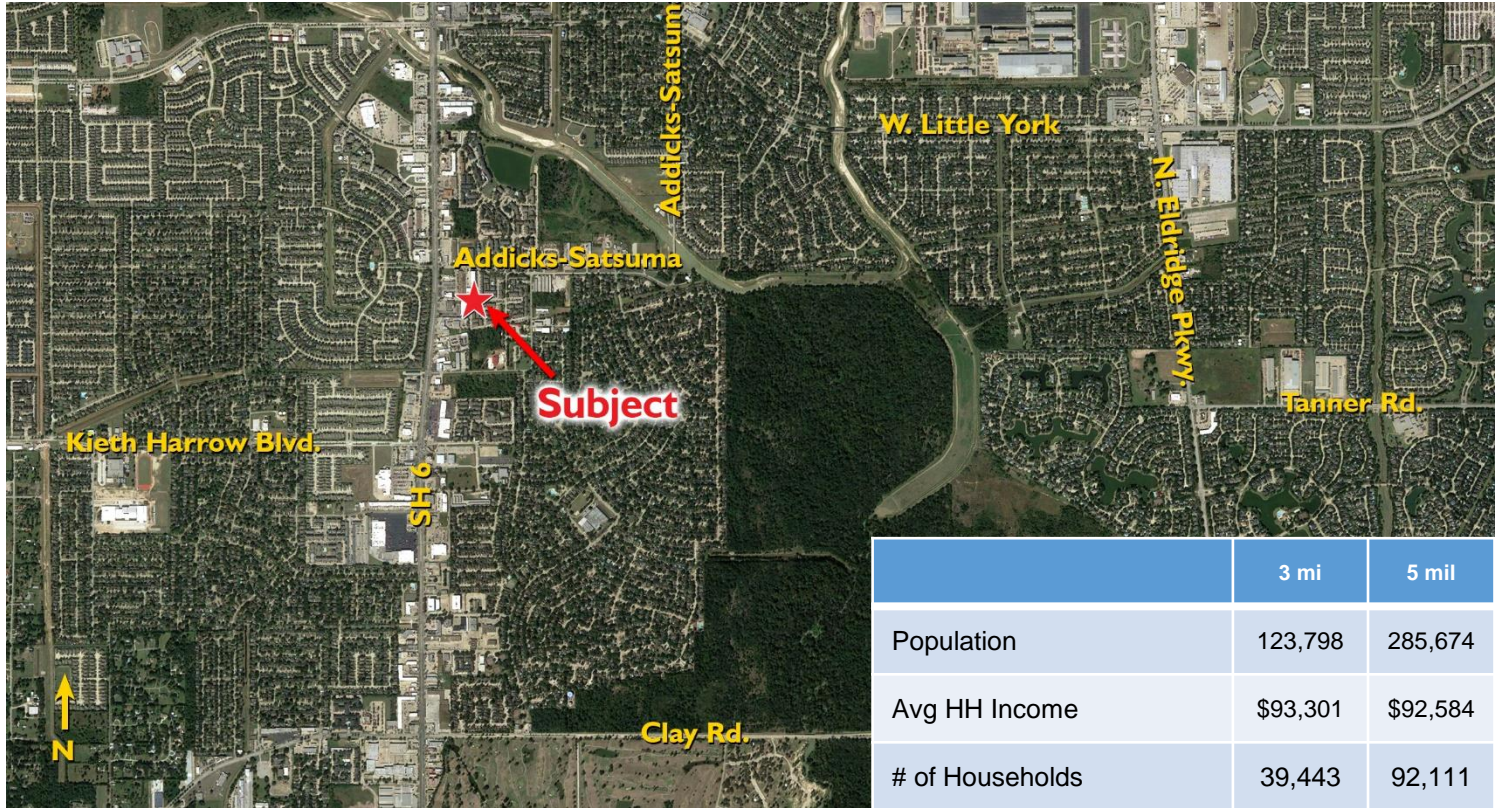 Addicks-Satsum
W. Little York
N. Eldridge Pkwy.
Addicks-Satsuma
Subject
Tanner Rd.
Kieth Harrow Blvd.
SH 6
N
Clay Rd.
3 mi 5 mil
Population 123,798 285,674
Avg HH Income $93,301 $92,584
# of Households 39,443 92,111